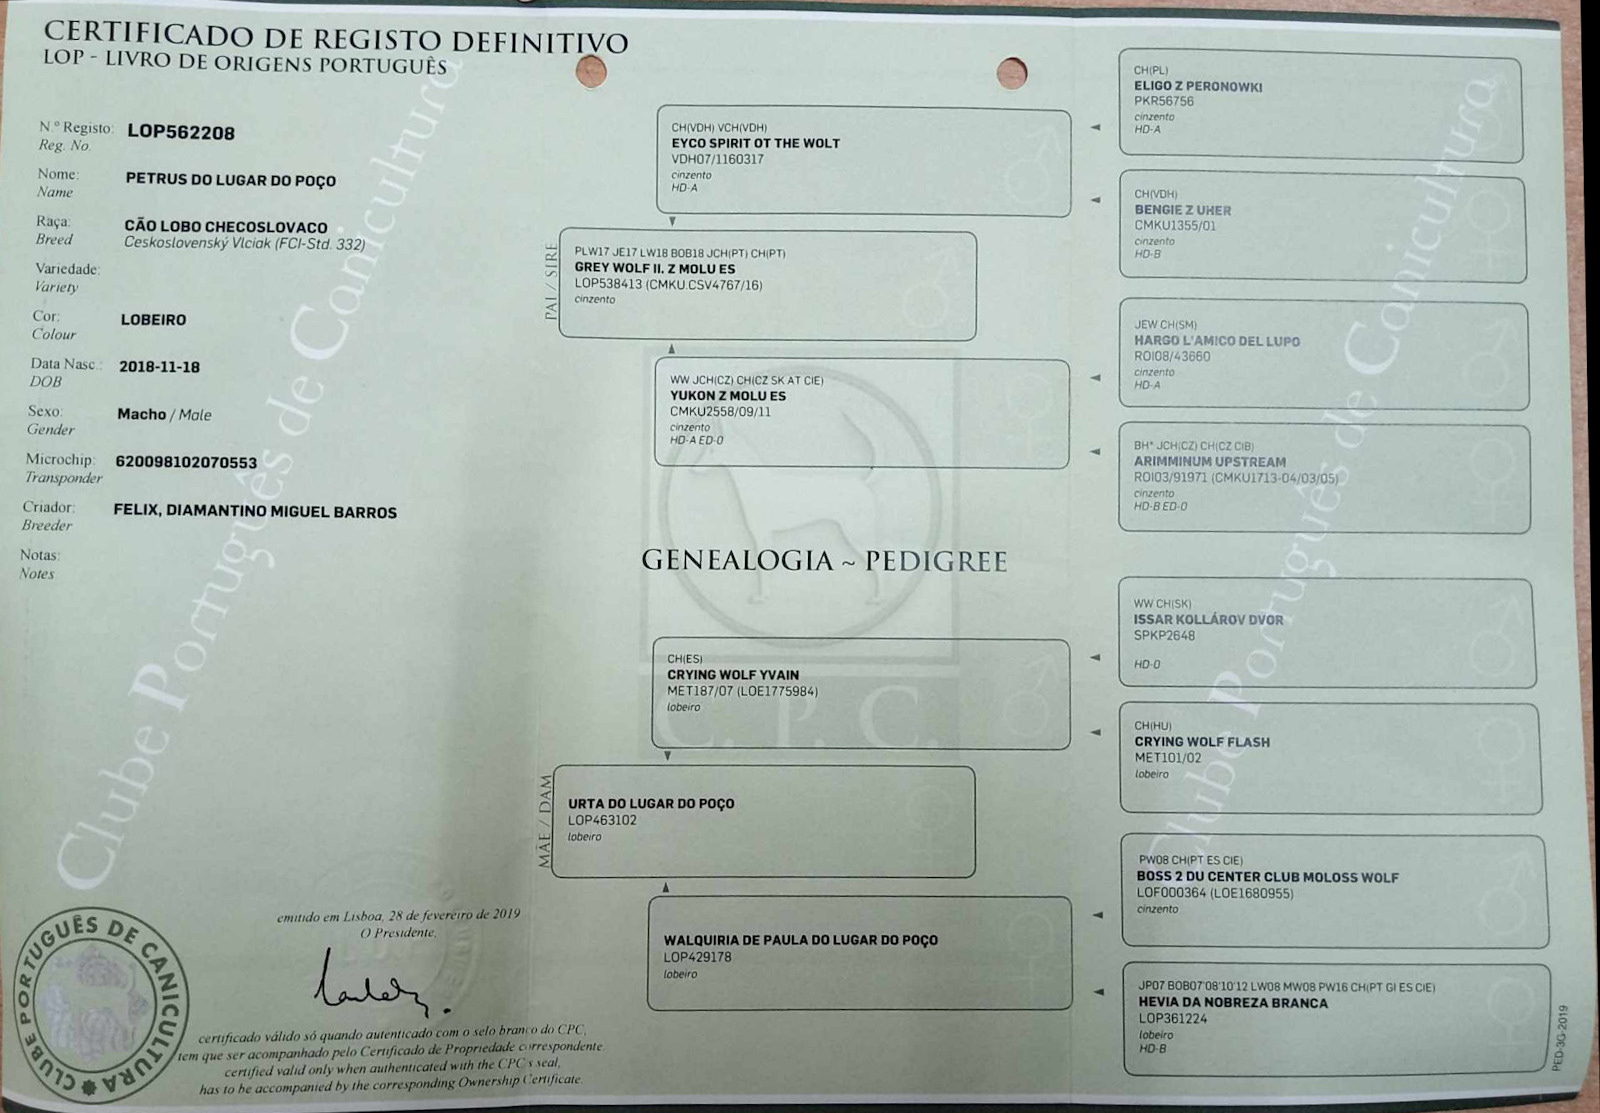 CERTIFICADO DE REGISTO DEFINITIVO
LOP - LIVRO DE ORIGENS PORTUGUÊS
N.º Registo: LOP562208
Reg. No.
Nome: PETRUS DO LUGAR DO POÇO
Name
Raça: CÃO LOBO CHECOSLOVACO
Breed Ceskoslovenský Vlciak (FCI-Std. 332)
Variedade:
Variety
Cor: LOBEIRO
Colour
Data Nasc.: 2018-11-18
DOB
Sexo: Macho / Male
Gender
Microchip: 620098102070553
Transponder
Criador: FELIX, DIAMANTINO MIGUEL BARROS
Breeder
Notas:
Notes
emitido em Lisboa, 28 de fevereiro de 2019
O Presidente,
certificado válido só quando autenticado com o selo branco do CPC,
tem que ser acompanhado pelo Certificado de Propriedade correspondente.
certified valid only when authenticated with the CPC's seal,
has to be accompanied by the corresponding Ownership Certificate.
CLUBE PORTUGUÊS DE CANICULTURA
Clube Português de Canicultura
CH(VDH) VCH(VDH)
EYCO SPIRIT OT THE WOLT
VDH07/1160317
cinzento
HD-A
PAI / SIRE
PLW17 JE17 LW18 BOB18 JCH(PT) CH(PT)
GREY WOLF II. Z MOLU ES
LOP538413 (CMKU.CSV4767/16)
cinzento
WW JCH(CZ) CH(CZ SK AT CIE)
YUKON Z MOLU ES
CMKU2558/09/11
cinzento
HD-A ED-0
GENEALOGIA ~ PEDIGREE
C. P. C.
CH(ES)
CRYING WOLF YVAIN
MET187/07 (LOE1775984)
lobeiro
MÃE / DAM
URTA DO LUGAR DO POÇO
LOP463102
lobeiro
WALQUIRIA DE PAULA DO LUGAR DO POÇO
LOP429178
lobeiro
CH(PL)
ELIGO Z PERONOWKI
PKR56756
cinzento
HD-A
CH(VDH)
BENGIE Z UHER
CMKU1355/01
cinzento
HD-B
JEW CH(SM)
HARGO L'AMICO DEL LUPO
ROI08/43660
cinzento
HD-A
BH* JCH(CZ) CH(CZ CIB)
ARIMMINUM UPSTREAM
ROI03/91971 (CMKU1713-04/03/05)
cinzento
HD-B ED-0
WW CH(SK)
ISSAR KOLLÁROV DVOR
SPKP2648
HD-0
CH(HU)
CRYING WOLF FLASH
MET101/02
lobeiro
PW08 CH(PT ES CIE)
BOSS 2 DU CENTER CLUB MOLOSS WOLF
LOF000364 (LOE1680955)
cinzento
JP07 BOB07'08'10'12 LW08 MW08 PW16 CH(PT GI ES CIE)
HEVIA DA NOBREZA BRANCA
LOP361224
lobeiro
HD-B
Clube Português de Canicultura
PED-3G-2019